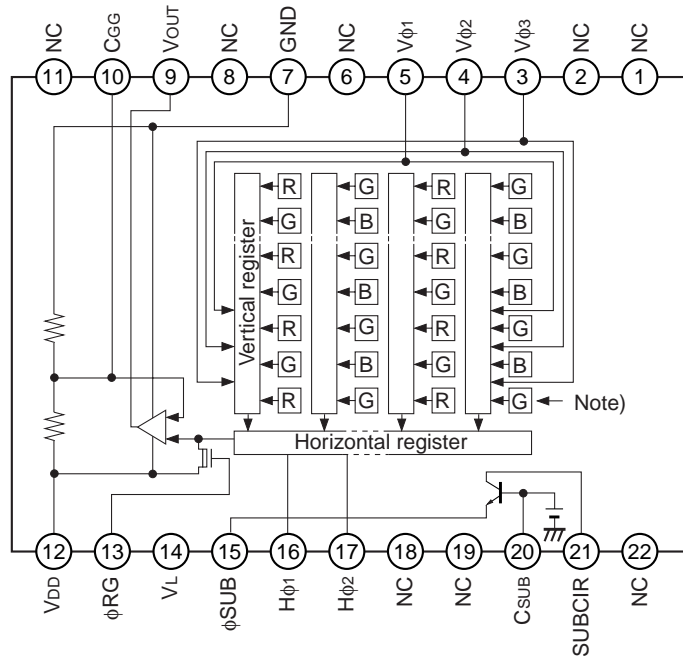 NC CGG VOUT NC GND NC Vϕ1 Vϕ2 Vϕ3 NC NC
11 10 9 8 7 6 5 4 3 2 1
Vertical register
R G R G
G B G B
R G R G
G B G B
R G R G
G B G B
R G R G Note)
Horizontal register
12 13 14 15 16 17 18 19 20 21 22
VDD ϕRG VL ϕSUB Hϕ1 Hϕ2 NC NC CSUB SUBCIR NC